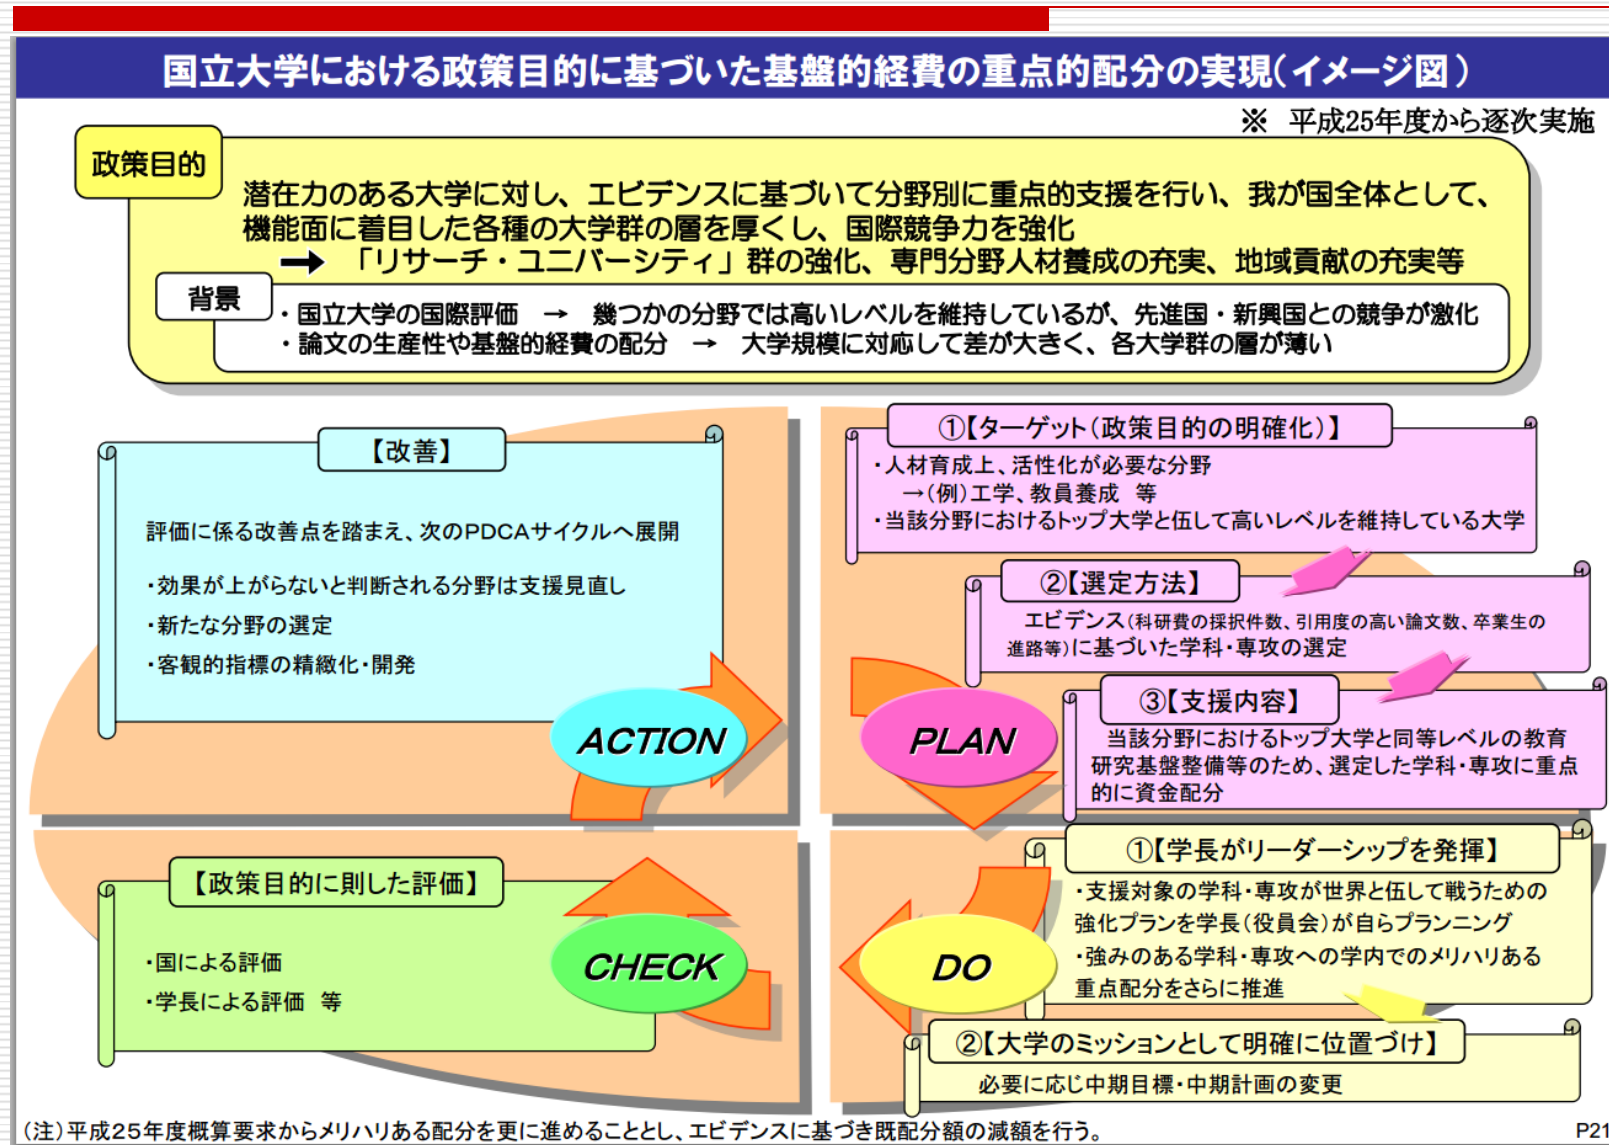 国立大学における政策目的に基づいた基盤的経費の重点的配分の実現(イメージ図)
※　平成25年度から逐次実施
政策目的
潜在力のある大学に対し、エビデンスに基づいて分野別に重点的支援を行い、我が国全体として、
機能面に着目した各種の大学群の層を厚くし、国際競争力を強化
➡ 「リサーチ・ユニバーシティ」群の強化、専門分野人材養成の充実、地域貢献の充実等
背景
・国立大学の国際評価　→　幾つかの分野では高いレベルを維持しているが、先進国・新興国との競争が激化
・論文の生産性や基盤的経費の配分　→　大学規模に対応して差が大きく、各大学群の層が薄い
【改善】
評価に係る改善点を踏まえ、次のPDCAサイクルへ展開
・効果が上がらないと判断される分野は支援見直し
・新たな分野の選定
・客観的指標の精緻化・開発
ACTION
①【ターゲット(政策目的の明確化)】
・人材育成上、活性化が必要な分野
→(例)工学、教員養成　等
・当該分野におけるトップ大学と伍して高いレベルを維持している大学
②【選定方法】
エビデンス(科研費の採択件数、引用度の高い論文数、卒業生の
進路等)に基づいた学科・専攻の選定
③【支援内容】
当該分野におけるトップ大学と同等レベルの教育
研究基盤整備等のため、選定した学科・専攻に重点
的に資金配分
PLAN
①【学長がリーダーシップを発揮】
・支援対象の学科・専攻が世界と伍して戦うための
強化プランを学長(役員会)が自らプランニング
・強みのある学科・専攻への学内でのメリハリある
重点配分をさらに推進
DO
②【大学のミッションとして明確に位置づけ】
必要に応じ中期目標・中期計画の変更
【政策目的に則した評価】
・国による評価
・学長による評価　等
CHECK
(注)平成25年度概算要求からメリハリある配分を更に進めることとし、エビデンスに基づき既配分額の減額を行う。
P21